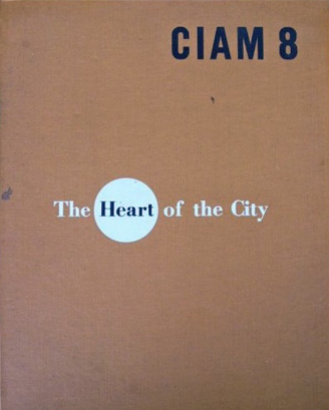 CIAM 8
The Heart of the City